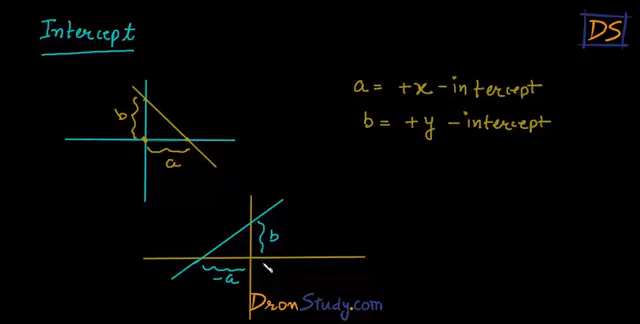 Intercept
DS
b
a
a = +x - intercept
b = +y - intercept
b
-a
DronStudy.com